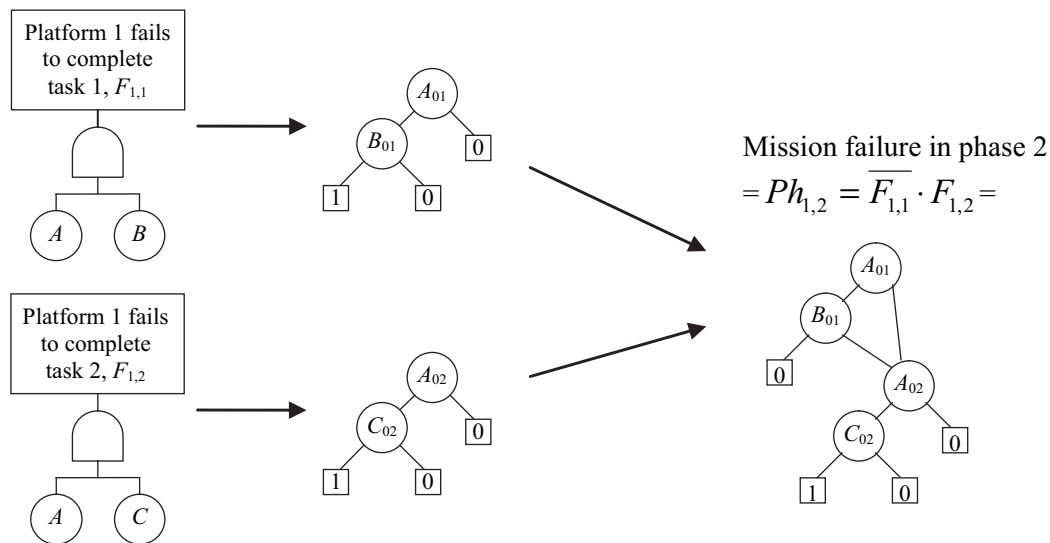 Platform 1 fails
to complete
task 1, F1,1
A
B
A01
B01
0
1
0
Platform 1 fails
to complete
task 2, F1,2
A
C
A02
C02
0
1
0
Mission failure in phase 2
= Ph1,2 = F̅1,1 · F1,2 =
A01
B01
0
A02
C02
0
1
0